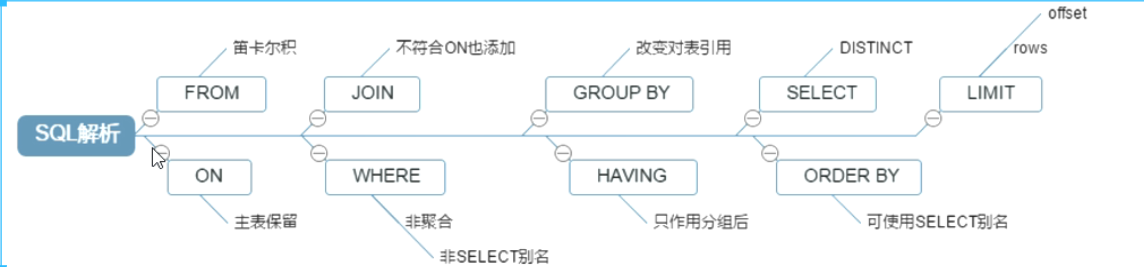 offset
笛卡尔积
不符合ON也添加
改变对表引用
DISTINCT
rows
FROM
JOIN
GROUP BY
SELECT
LIMIT
SQL解析
ON
WHERE
HAVING
ORDER BY
主表保留
非聚合
只作用分组后
可使用SELECT别名
非SELECT别名